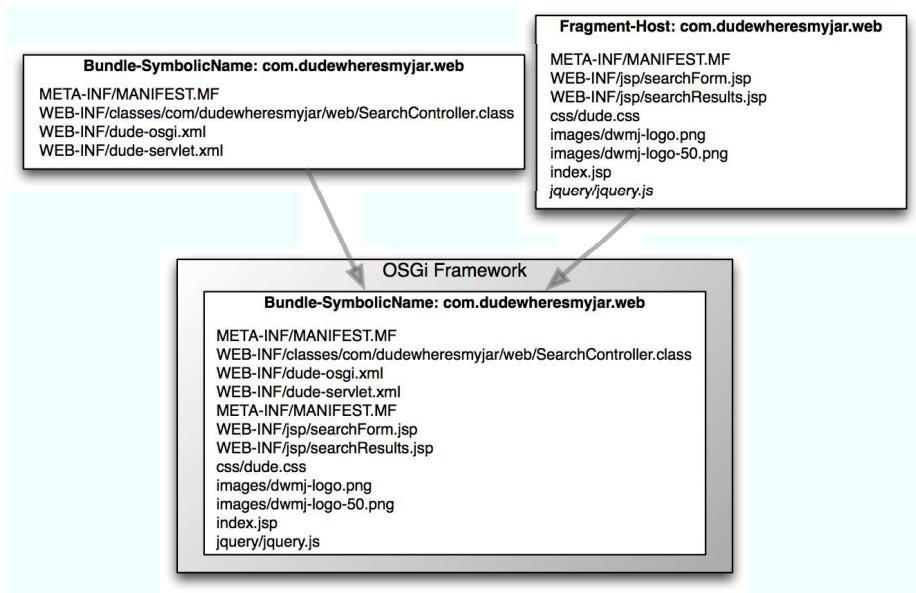 Bundle-SymbolicName: com.dudewheresmyjar.web
META-INF/MANIFEST.MF
WEB-INF/classes/com/dudewheresmyjar/web/SearchController.class
WEB-INF/dude-osgi.xml
WEB-INF/dude-servlet.xml
Fragment-Host: com.dudewheresmyjar.web
META-INF/MANIFEST.MF
WEB-INF/jsp/searchForm.jsp
WEB-INF/jsp/searchResults.jsp
css/dude.css
images/dwmj-logo.png
images/dwmj-logo-50.png
index.jsp
jquery/jquery.js
OSGi Framework
Bundle-SymbolicName: com.dudewheresmyjar.web
META-INF/MANIFEST.MF
WEB-INF/classes/com/dudewheresmyjar/web/SearchController.class
WEB-INF/dude-osgi.xml
WEB-INF/dude-servlet.xml
META-INF/MANIFEST.MF
WEB-INF/jsp/searchForm.jsp
WEB-INF/jsp/searchResults.jsp
css/dude.css
images/dwmj-logo.png
images/dwmj-logo-50.png
index.jsp
jquery/jquery.js